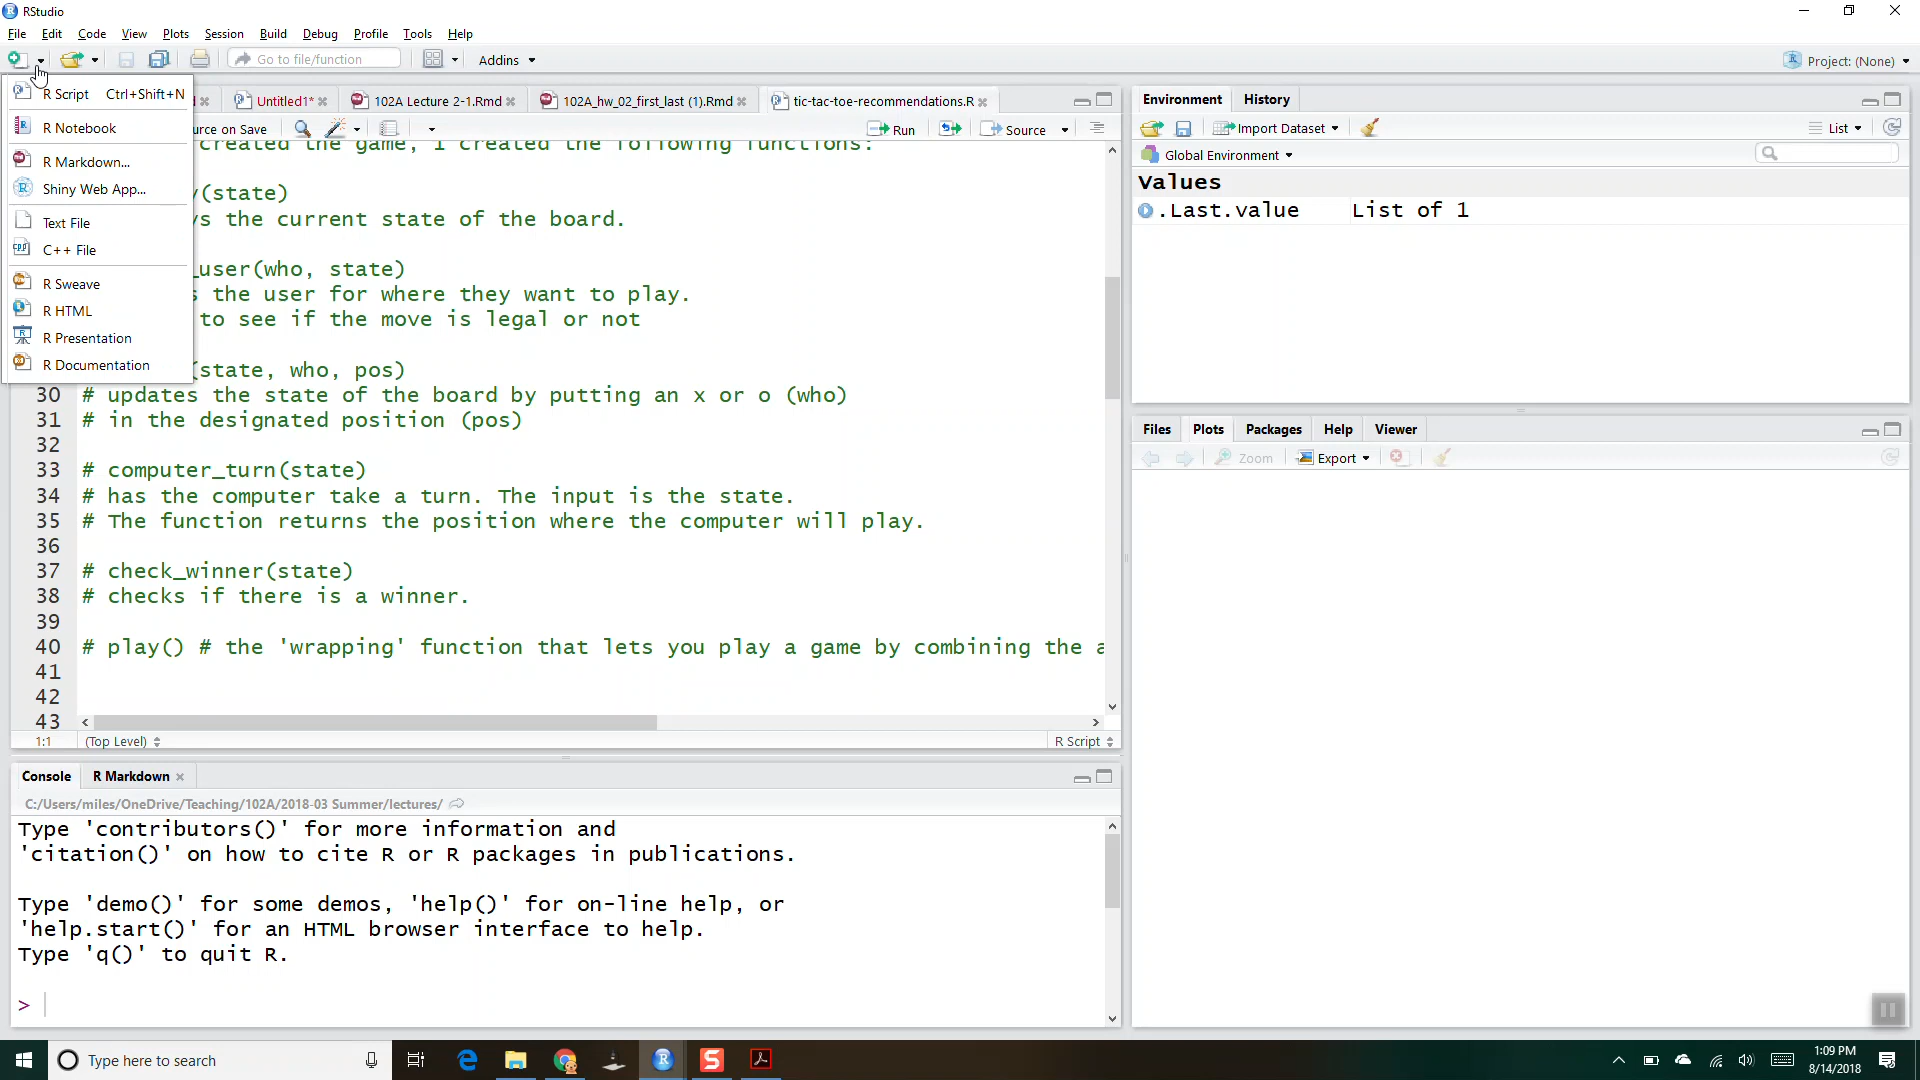 RStudio
File Edit Code View Plots Session Build Debug Profile Tools Help
Go to file/function Addins Project: (None)
R Script Ctrl+Shift+N
R Notebook
R Markdown...
Shiny Web App...
Text File
C++ File
R Sweave
R HTML
R Presentation
R Documentation
Untitled1* 102A Lecture 2-1.Rmd 102A_hw_02_first_last (1).Rmd tic-tac-toe-recommendations.R
on Save Run Source
created the game, I created the following functions:
(state)
the current state of the board.
user(who, state)
the user for where they want to play.
to see if the move is legal or not
(state, who, pos)
30 # updates the state of the board by putting an x or o (who)
31 # in the designated position (pos)
32
33 # computer_turn(state)
34 # has the computer take a turn. The input is the state.
35 # The function returns the position where the computer will play.
36
37 # check_winner(state)
38 # checks if there is a winner.
39
40 # play() # the 'wrapping' function that lets you play a game by combining the a
41
42
43
1:1 (Top Level) R Script
Console R Markdown
C:/Users/miles/OneDrive/Teaching/102A/2018-03 Summer/lectures/
Type 'contributors()' for more information and
'citation()' on how to cite R or R packages in publications.
Type 'demo()' for some demos, 'help()' for on-line help, or
'help.start()' for an HTML browser interface to help.
Type 'q()' to quit R.
>
Environment History
Import Dataset List
Global Environment
Values
.Last.value List of 1
Files Plots Packages Help Viewer
Zoom Export
Type here to search
1:09 PM
8/14/2018